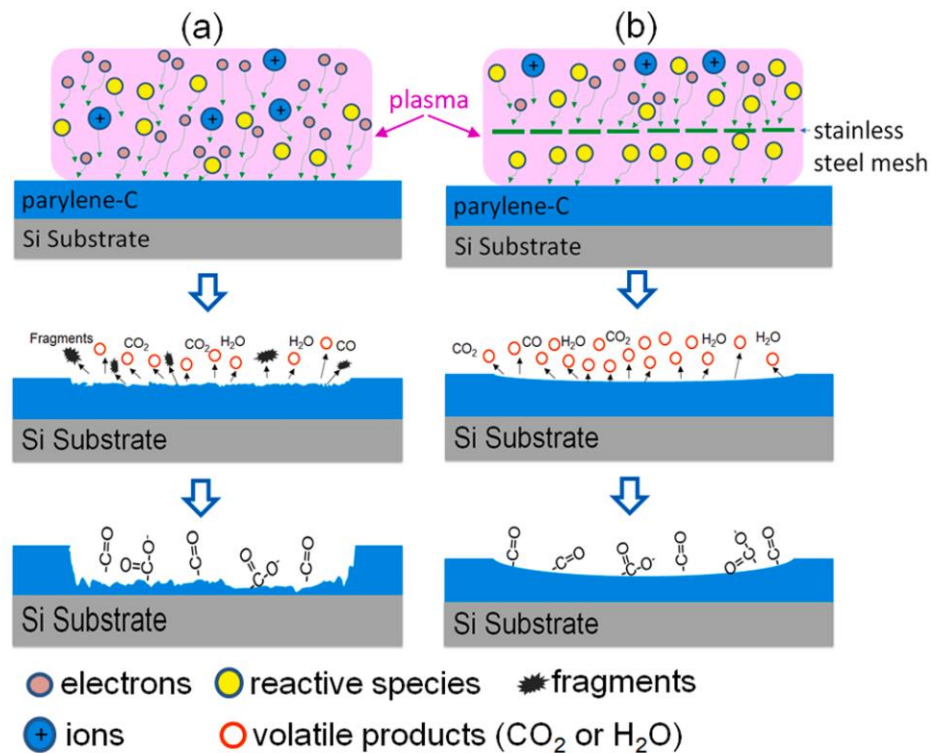 (a)
(b)
plasma
stainless
steel mesh
parylene-C
Si Substrate
parylene-C
Si Substrate
Fragments
CO₂
CO₂
H₂O
H₂O
CO
CO₂
CO
H₂O
CO₂
H₂O
H₂O
Si Substrate
Si Substrate
C=O
O=C-O-
C=O
C-O-
O
C=O
-C=O
O
C-O-
C=O
O=C-O-
C=O
Si Substrate
Si Substrate
electrons
reactive species
fragments
+ ions
volatile products (CO₂ or H₂O)